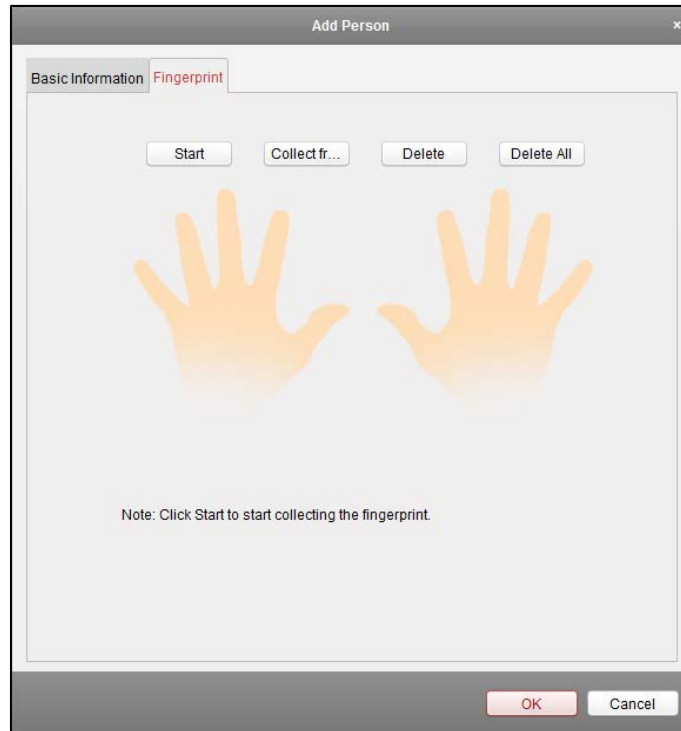 Add Person ×
Basic Information Fingerprint
Start Collect fr... Delete Delete All
Note: Click Start to start collecting the fingerprint.
OK Cancel